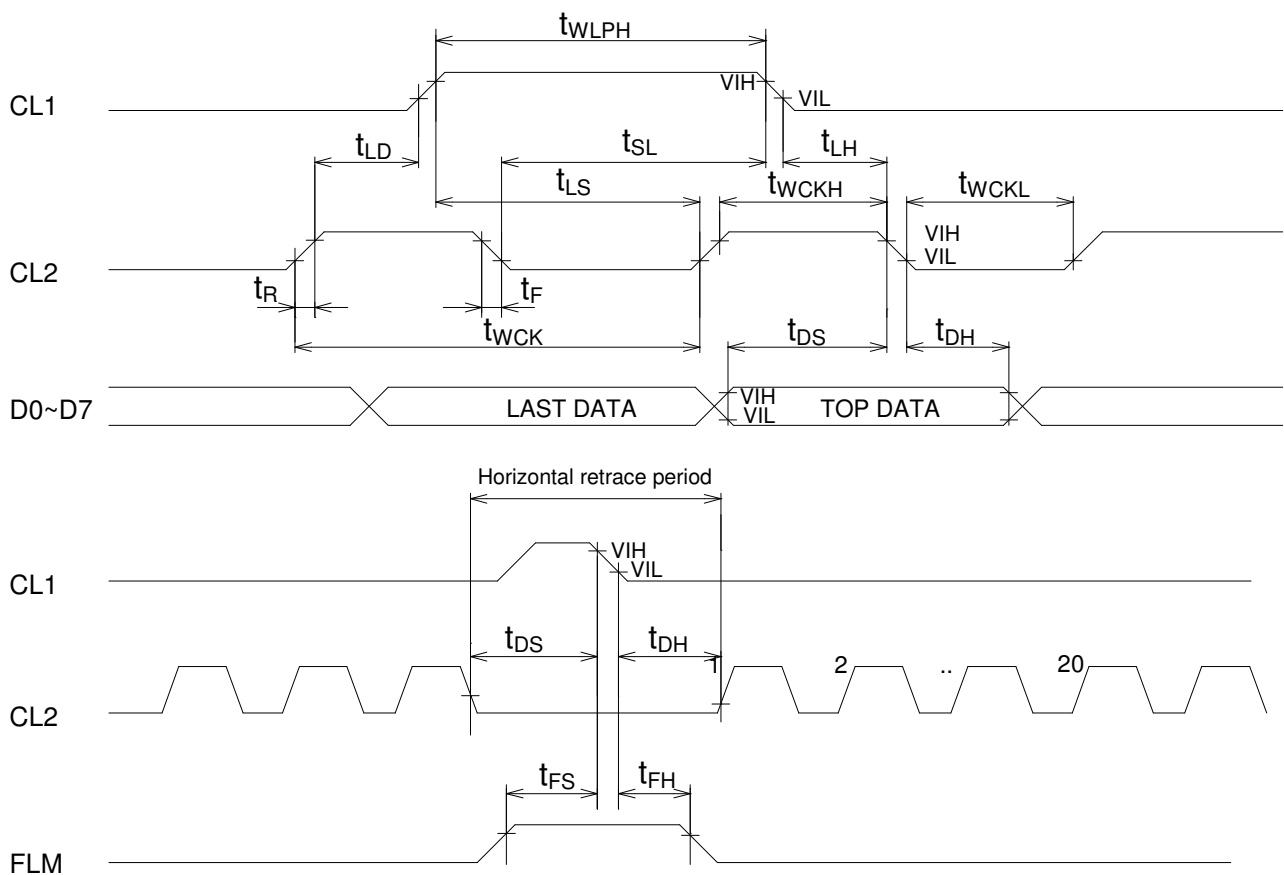 tWLPH
CL1
VIH
VIL
tLD
tSL
tLH
tLS
tWCKH
tWCKL
CL2
VIH
VIL
tR
tF
tWCK
tDS
tDH
D0~D7
LAST DATA
VIH
VIL
TOP DATA
Horizontal retrace period
CL1
VIH
VIL
tDS
tDH
1
2
..
20
CL2
tFS
tFH
FLM